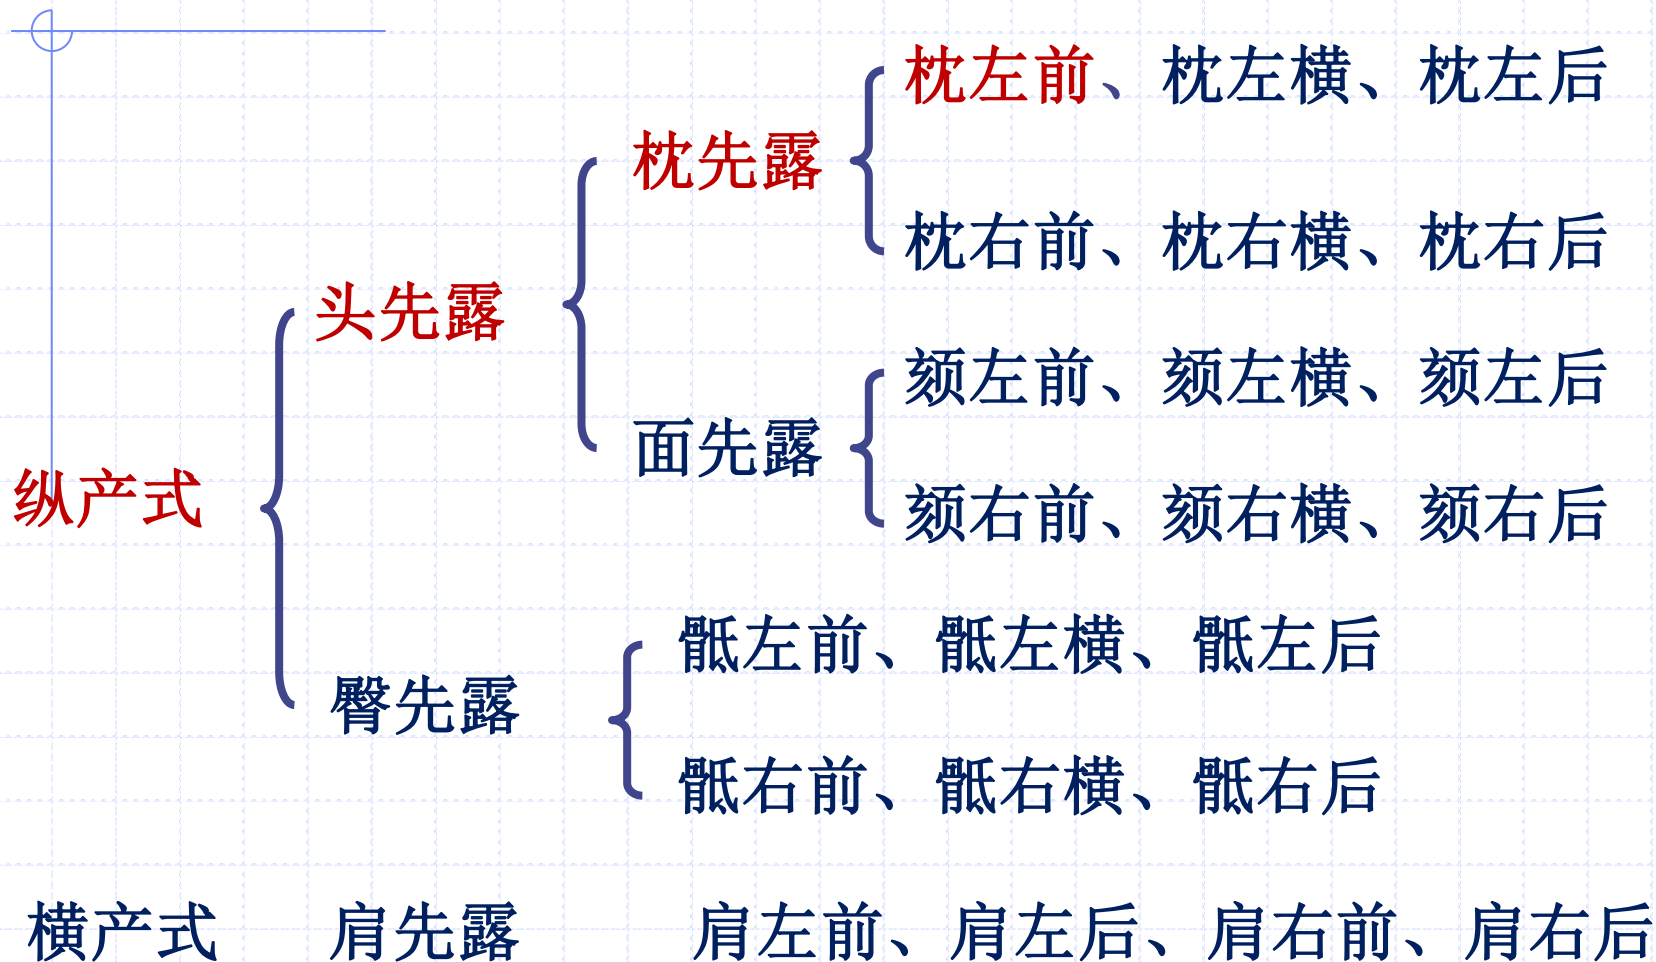 枕左前、枕左横、枕左后
枕先露
枕右前、枕右横、枕右后
头先露
颏左前、颏左横、颏左后
面先露
纵产式
颏右前、颏右横、颏右后
骶左前、骶左横、骶左后
臀先露
骶右前、骶右横、骶右后
横产式 肩先露 肩左前、肩左后、肩右前、肩右后